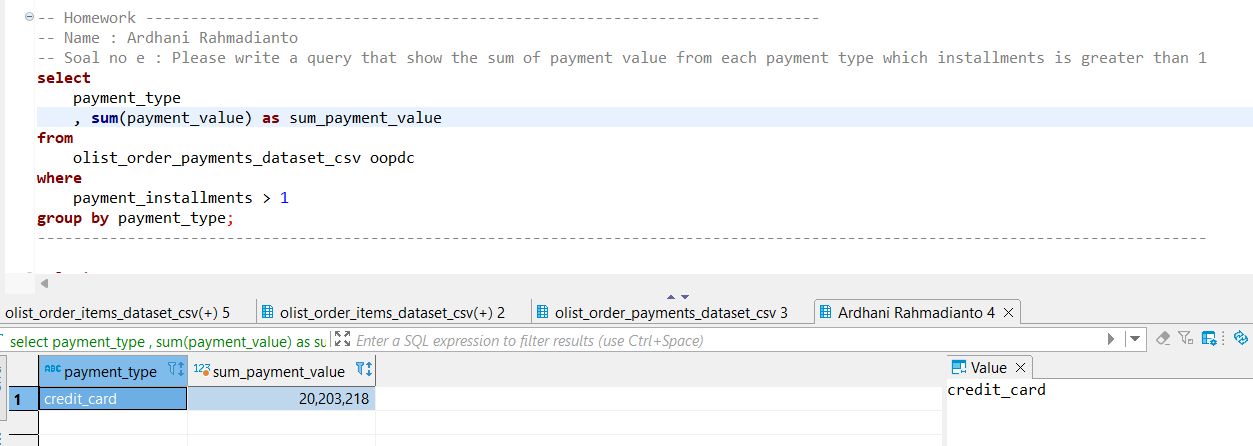 -- Homework ---------------------------------------------------------------------------
-- Name : Ardhani Rahmadianto
-- Soal no e : Please write a query that show the sum of payment value from each payment type which installments is greater than 1
select
payment_type
, sum(payment_value) as sum_payment_value
from
olist_order_payments_dataset_csv oopdc
where
payment_installments > 1
group by payment_type;
----------------------------------------------------------------------------------------------------------------------------------
olist_order_items_dataset_csv(+) 5 olist_order_items_dataset_csv(+) 2 olist_order_payments_dataset_csv 3 Ardhani Rahmadianto 4
select payment_type , sum(payment_value) as su Enter a SQL expression to filter results (use Ctrl+Space)
ABC payment_type 123 sum_payment_value Value
1 credit_card 20,203,218 credit_card